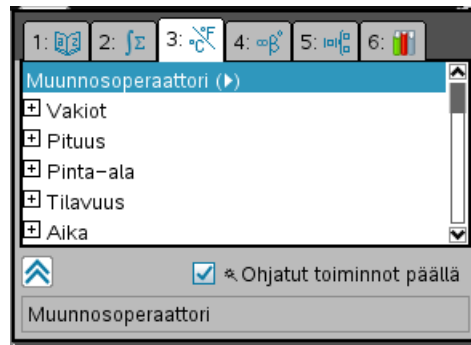 1: 2: ∫Σ 3: °C°F 4: ∞β° 5: 6:
Muunnosoperaattori (▶)
Vakiot
Pituus
Pinta-ala
Tilavuus
Aika
Ohjatut toiminnot päällä
Muunnosoperaattori